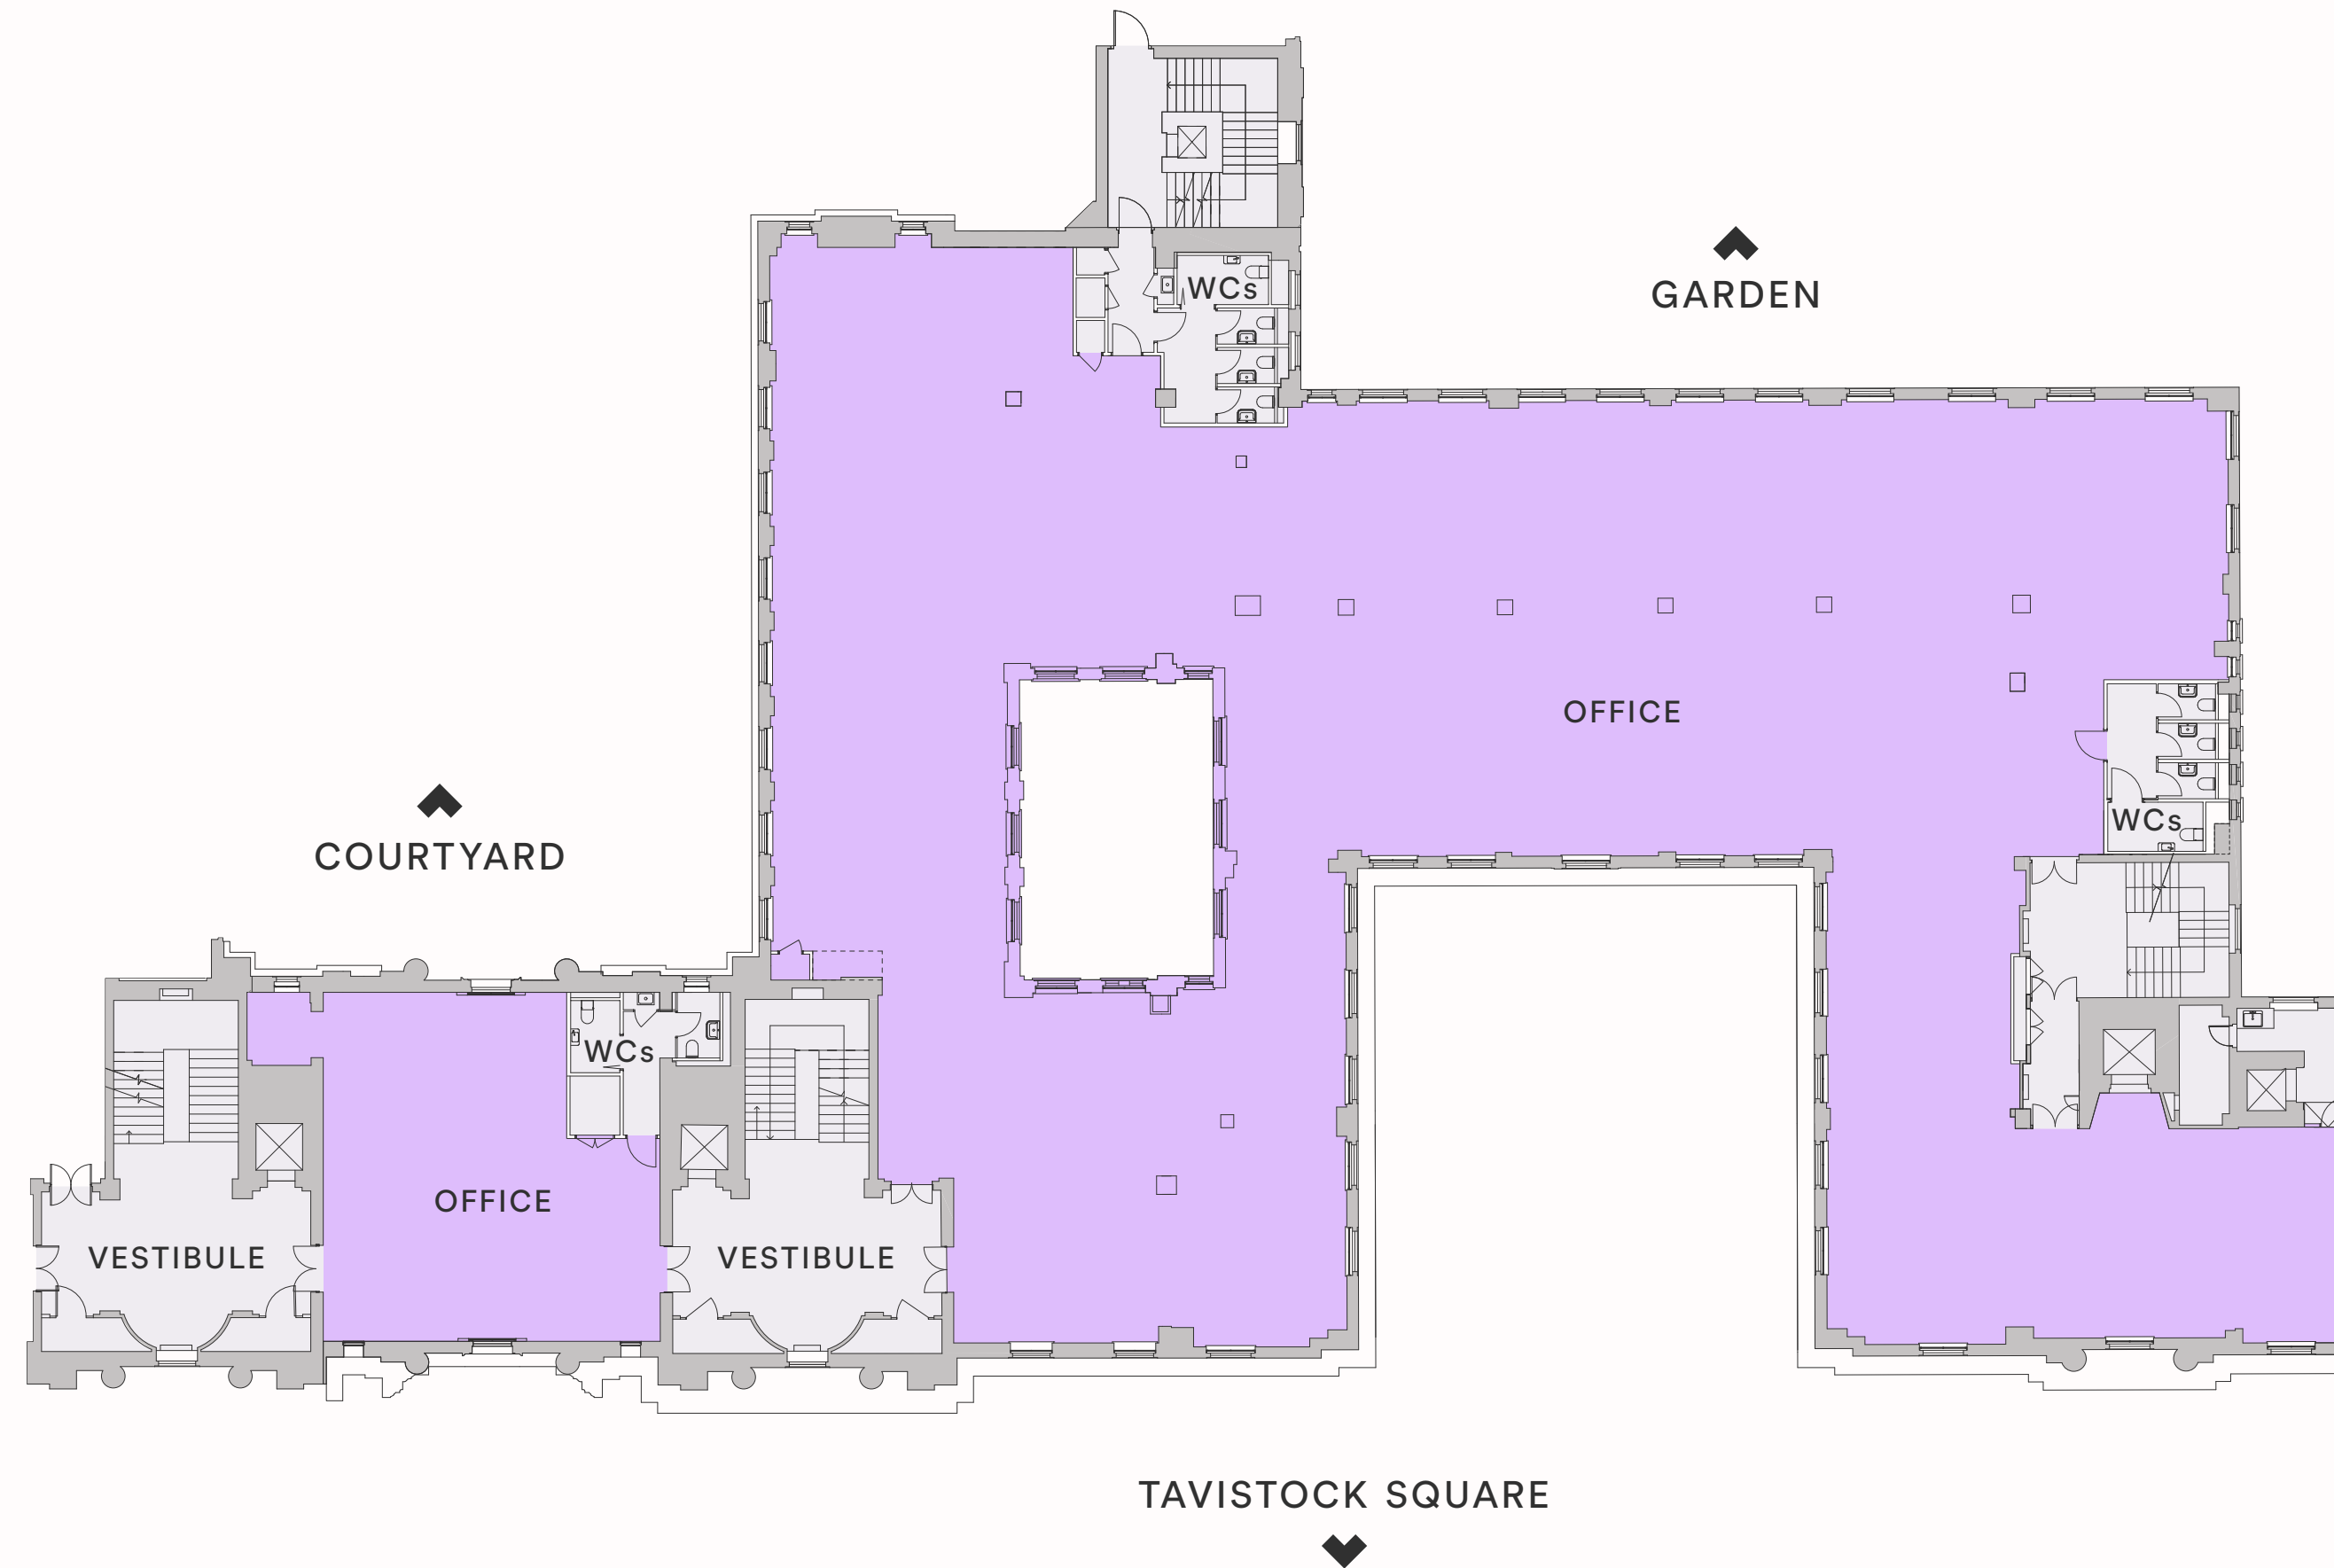 WCs
GARDEN
OFFICE
WCs
COURTYARD
WCs
OFFICE
VESTIBULE
VESTIBULE
TAVISTOCK SQUARE